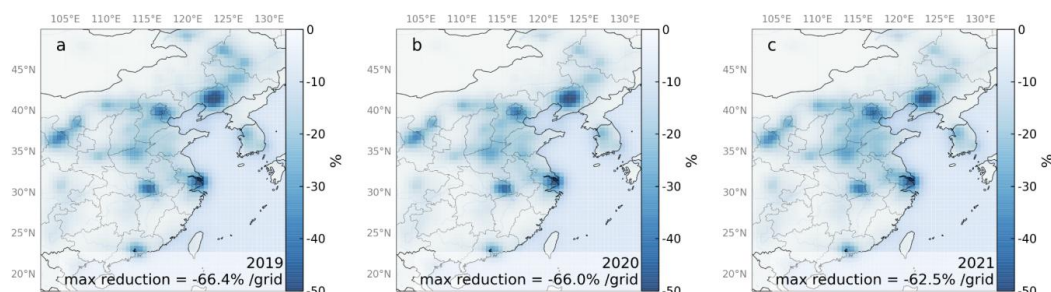 105°E 110°E 115°E 120°E 125°E 130°E 105°E 110°E 115°E 120°E 125°E 130°E 105°E 110°E 115°E 120°E 125°E 130°E
a 0 b 0 c 0
45°N 45°N 45°N
-10 -10 -10
40°N 40°N 40°N
-20 -20 -20
35°N % 35°N % 35°N %
30°N -30 30°N -30 30°N -30
25°N -40 25°N -40 25°N -40
2019 2020 2021
20°N max reduction = -66.4% /grid 20°N max reduction = -66.0% /grid 20°N max reduction = -62.5% /grid
-50 -50 -50